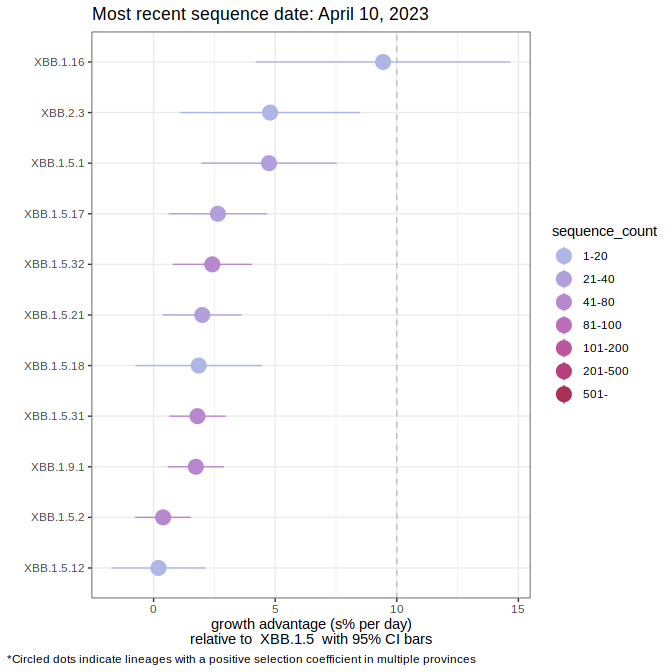 Most recent sequence date: April 10, 2023
XBB.1.16
XBB.2.3
XBB.1.5.1
XBB.1.5.17
XBB.1.5.32
XBB.1.5.21
XBB.1.5.18
XBB.1.5.31
XBB.1.9.1
XBB.1.5.2
XBB.1.5.12
0 5 10 15
growth advantage (s% per day)
relative to XBB.1.5 with 95% CI bars
sequence_count
1-20
21-40
41-80
81-100
101-200
201-500
501-
*Circled dots indicate lineages with a positive selection coefficient in multiple provinces